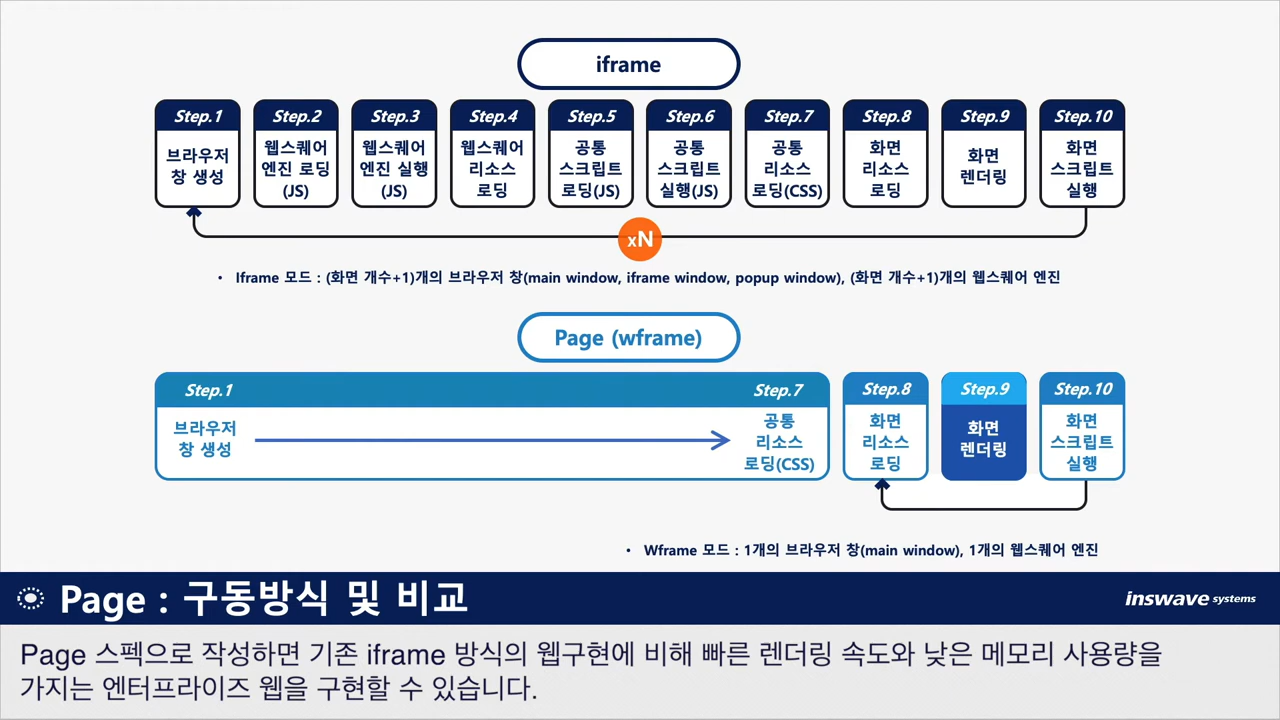 iframe
Step.1
브라우저
창 생성
Step.2
웹스퀘어
엔진 로딩
(JS)
Step.3
웹스퀘어
엔진 실행
(JS)
Step.4
웹스퀘어
리소스
로딩
Step.5
공통
스크립트
로딩(JS)
Step.6
공통
스크립트
실행(JS)
Step.7
공통
리소스
로딩(CSS)
Step.8
화면
리소스
로딩
Step.9
화면
렌더링
Step.10
화면
스크립트
실행
xN
• Iframe 모드 : (화면 개수+1)개의 브라우저 창(main window, iframe window, popup window), (화면 개수+1)개의 웹스퀘어 엔진
Page (wframe)
Step.1
브라우저
창 생성
Step.7
공통
리소스
로딩(CSS)
Step.8
화면
리소스
로딩
Step.9
화면
렌더링
Step.10
화면
스크립트
실행
• Wframe 모드 : 1개의 브라우저 창(main window), 1개의 웹스퀘어 엔진
Page : 구동방식 및 비교
inswave systems
Page 스펙으로 작성하면 기존 iframe 방식의 웹구현에 비해 빠른 렌더링 속도와 낮은 메모리 사용량을
가지는 엔터프라이즈 웹을 구현할 수 있습니다.